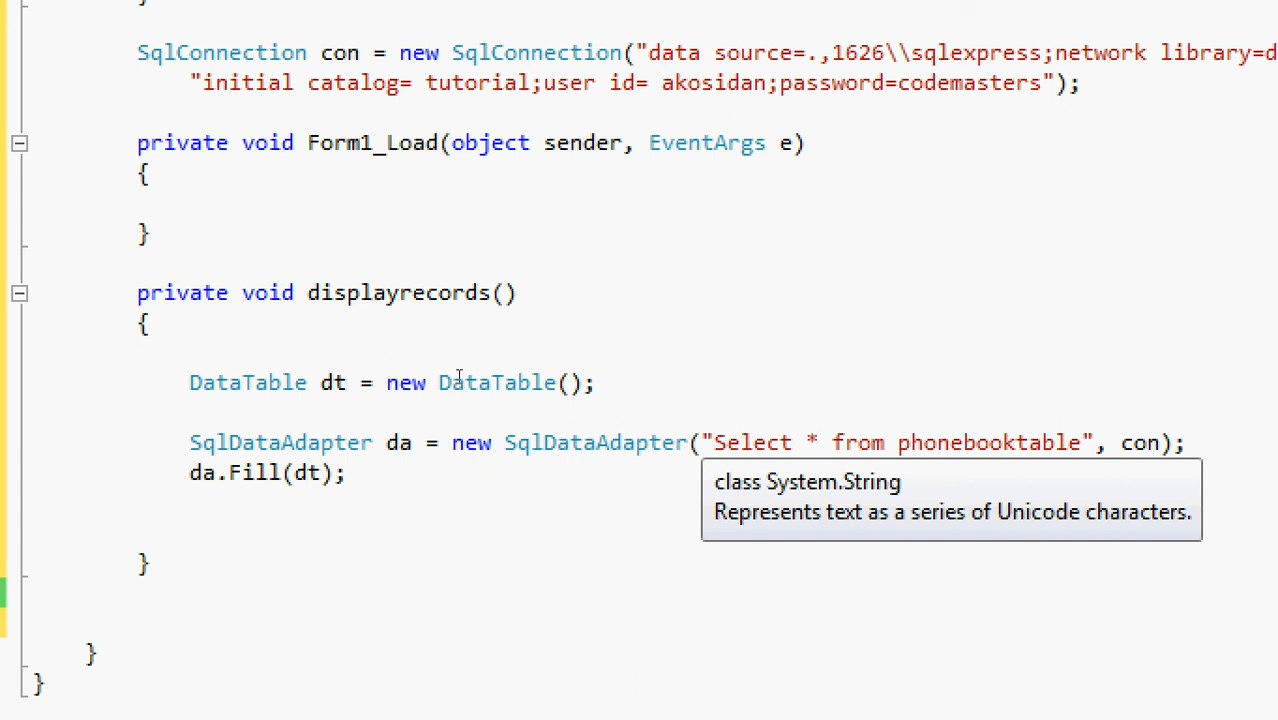 }
SqlConnection con = new SqlConnection("data source=.,1626\\sqlexpress;network library=d
"initial catalog= tutorial;user id= akosidan;password=codemasters");
private void Form1_Load(object sender, EventArgs e)
{
}
private void displayrecords()
{
DataTable dt = new DataTable();
SqlDataAdapter da = new SqlDataAdapter("Select * from phonebooktable", con);
da.Fill(dt);
class System.String
Represents text as a series of Unicode characters.
}
}
}